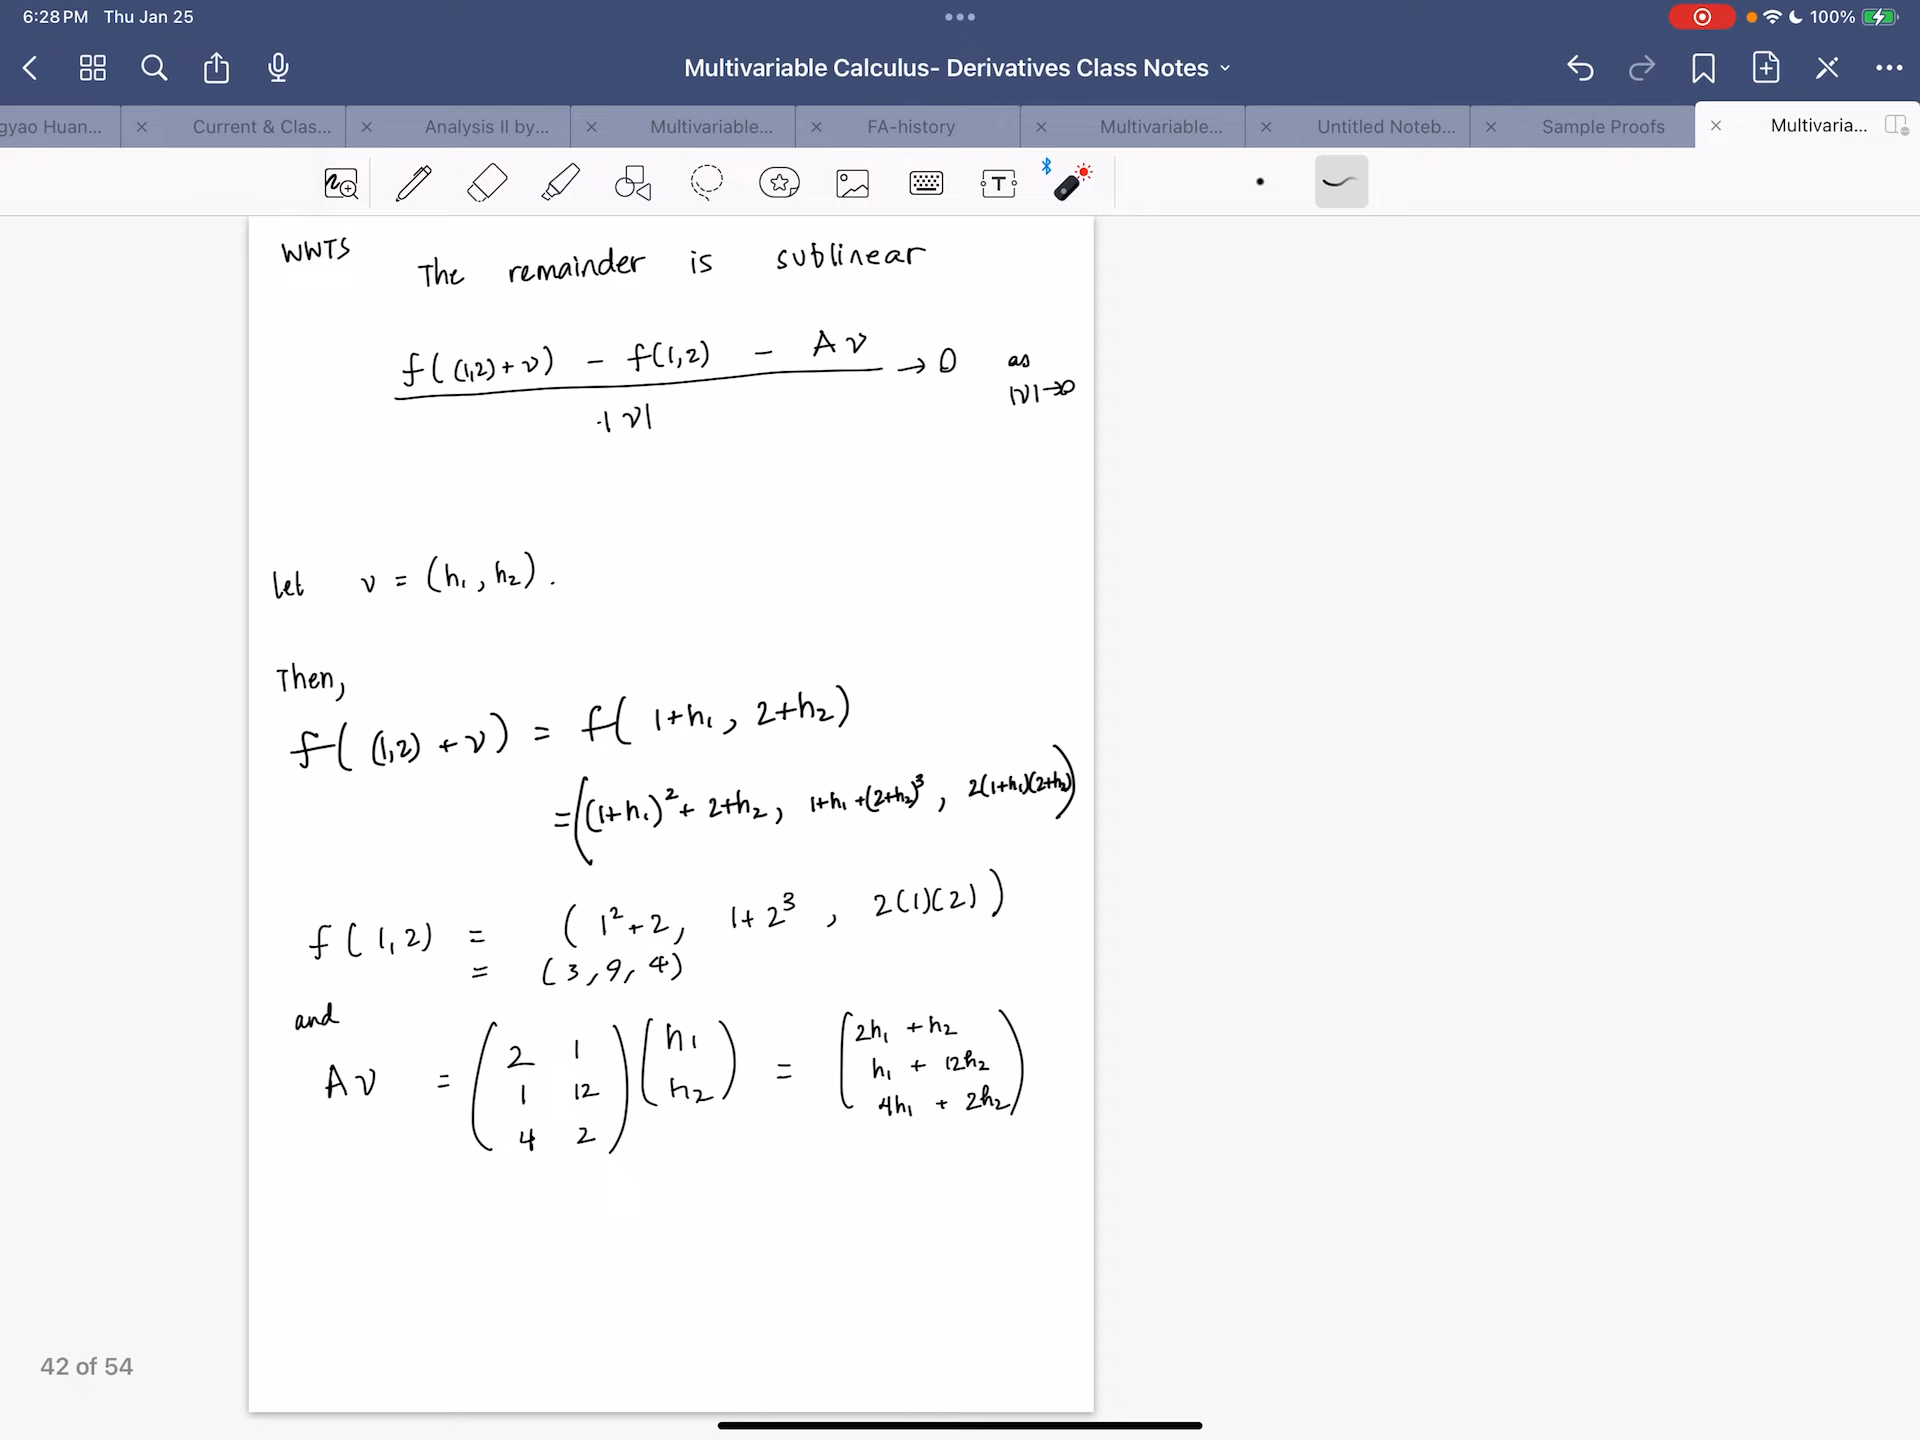 6:28 PM Thu Jan 25
100%
Multivariable Calculus- Derivatives Class Notes
gyao Huan...
Current & Clas...
Analysis II by...
Multivariable...
FA-history
Multivariable...
Untitled Noteb...
Sample Proofs
Multivaria...
WWTS The remainder is sublinear
f((1,2)+v) - f(1,2) - Av → 0 as
|v| |v|→0
let v = (h₁, h₂).
Then,
f((1,2)+v) = f(1+h₁, 2+h₂)
= ((1+h₁)² + 2+h₂, 1+h₁+(2+h₂)³, 2(1+h₁)(2+h₂))
f(1,2) = (1²+2, 1+2³, 2(1)(2))
= (3, 9, 4)
and
2 1 h₁ 2h₁ + h₂
Av = ( 1 12 ) ( h₂ ) = ( h₁ + 12h₂ )
4 2 4h₁ + 2h₂
42 of 54